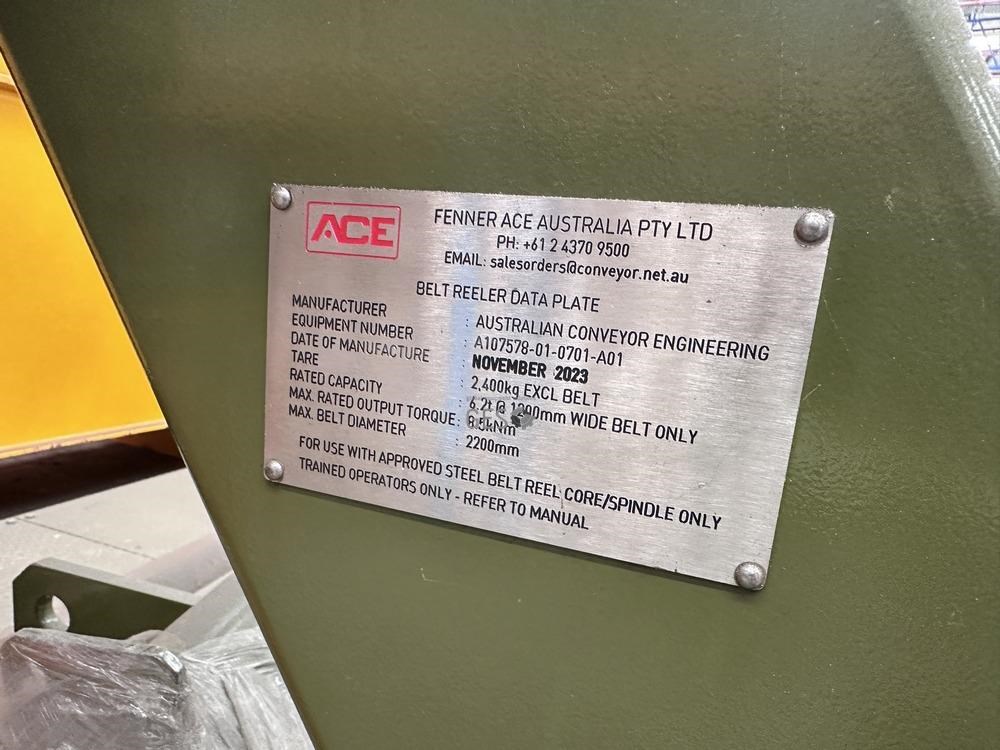 ACE
FENNER ACE AUSTRALIA PTY LTD
PH: +61 2 4370 9500
EMAIL: salesorders@conveyor.net.au
BELT REELER DATA PLATE
MANUFACTURER : AUSTRALIAN CONVEYOR ENGINEERING
EQUIPMENT NUMBER : A107578-01-0701-A01
DATE OF MANUFACTURE : NOVEMBER 2023
TARE : 2,400kg EXCL BELT
RATED CAPACITY : 6.2t @ 1200mm WIDE BELT ONLY
MAX. RATED OUTPUT TORQUE: 8.5kNm
MAX. BELT DIAMETER : 2200mm
FOR USE WITH APPROVED STEEL BELT REEL CORE/SPINDLE ONLY
TRAINED OPERATORS ONLY - REFER TO MANUAL